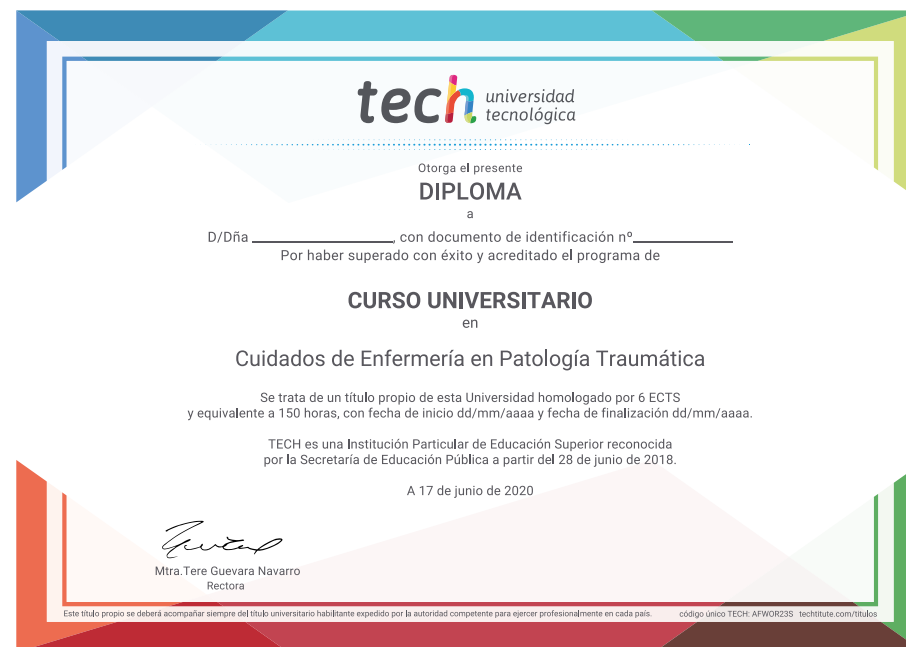 tech universidad
tecnológica
Otorga el presente
DIPLOMA
a
D/Dña ____________________, con documento de identificación nº______________
Por haber superado con éxito y acreditado el programa de
CURSO UNIVERSITARIO
en
Cuidados de Enfermería en Patología Traumática
Se trata de un título propio de esta Universidad homologado por 6 ECTS
y equivalente a 150 horas, con fecha de inicio dd/mm/aaaa y fecha de finalización dd/mm/aaaa.
TECH es una Institución Particular de Educación Superior reconocida
por la Secretaría de Educación Pública a partir del 28 de junio de 2018.
A 17 de junio de 2020
Mtra.Tere Guevara Navarro
Rectora
Este título propio se deberá acompañar siempre del título universitario habilitante expedido por la autoridad competente para ejercer profesionalmente en cada país. código único TECH: AFWOR23S techtitute.com/titulos